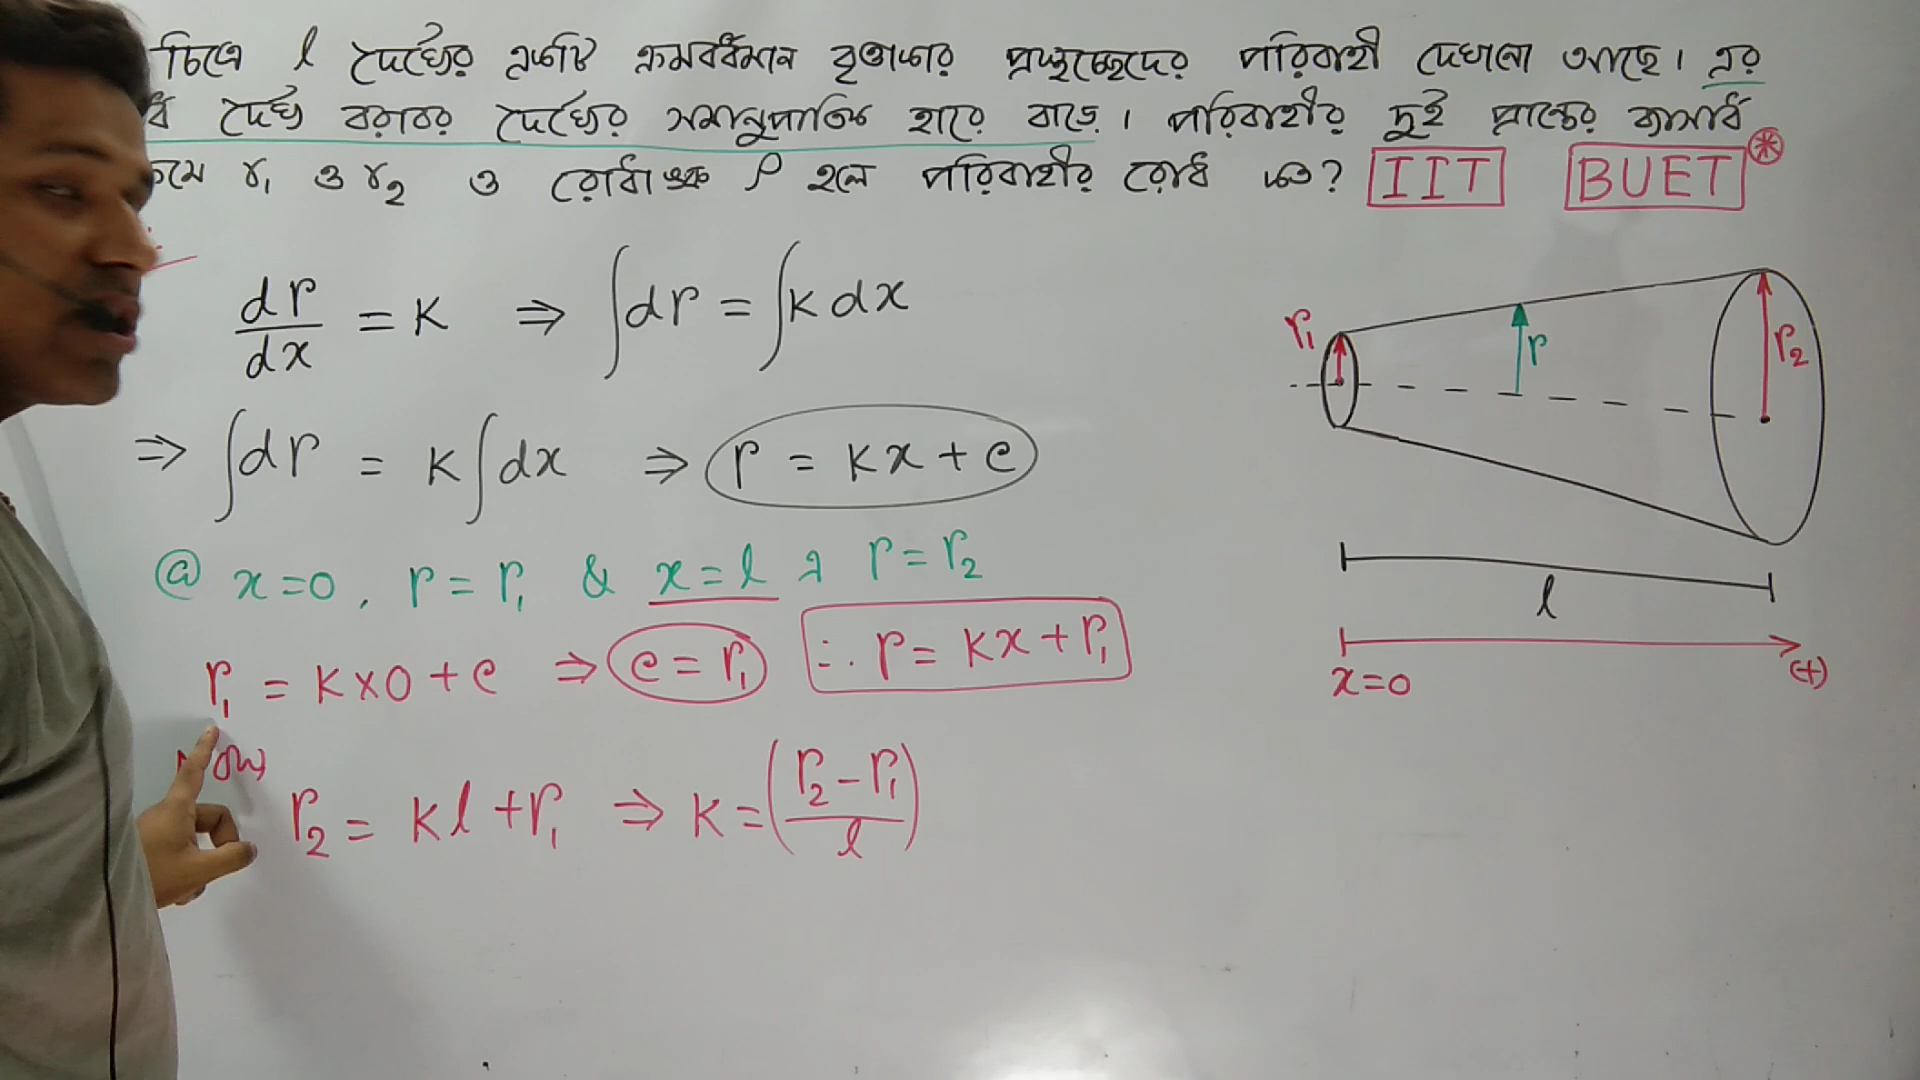 চিত্রে l দৈর্ঘ্যের একটি ক্রমবর্ধমান বৃত্তাকার প্রস্থচ্ছেদের পরিবাহী দেখানো আছে। এর
র্ধ দৈর্ঘ্য বরাবর দৈর্ঘ্যের সমানুপাতিক হারে বাড়ে। পরিবাহীর দুই প্রান্তের ব্যাসার্ধ
ক্রমে r₁ ও r₂ ও রোধাঙ্ক ρ হলে পরিবাহীর রোধ কত? IIT BUET *
dr/dx = K ⇒ ∫dr = ∫K dx
⇒ ∫dr = K∫dx ⇒ r = Kx + c
@ x=0, r = r₁ & x=l এ r=r₂
r₁ = K×0+c ⇒ c=r₁ ∴ r= Kx+r₁
Now
r₂ = Kl+r₁ ⇒ K=((r₂-r₁)/l)
r₁
r
r₂
l
x=0 (+)